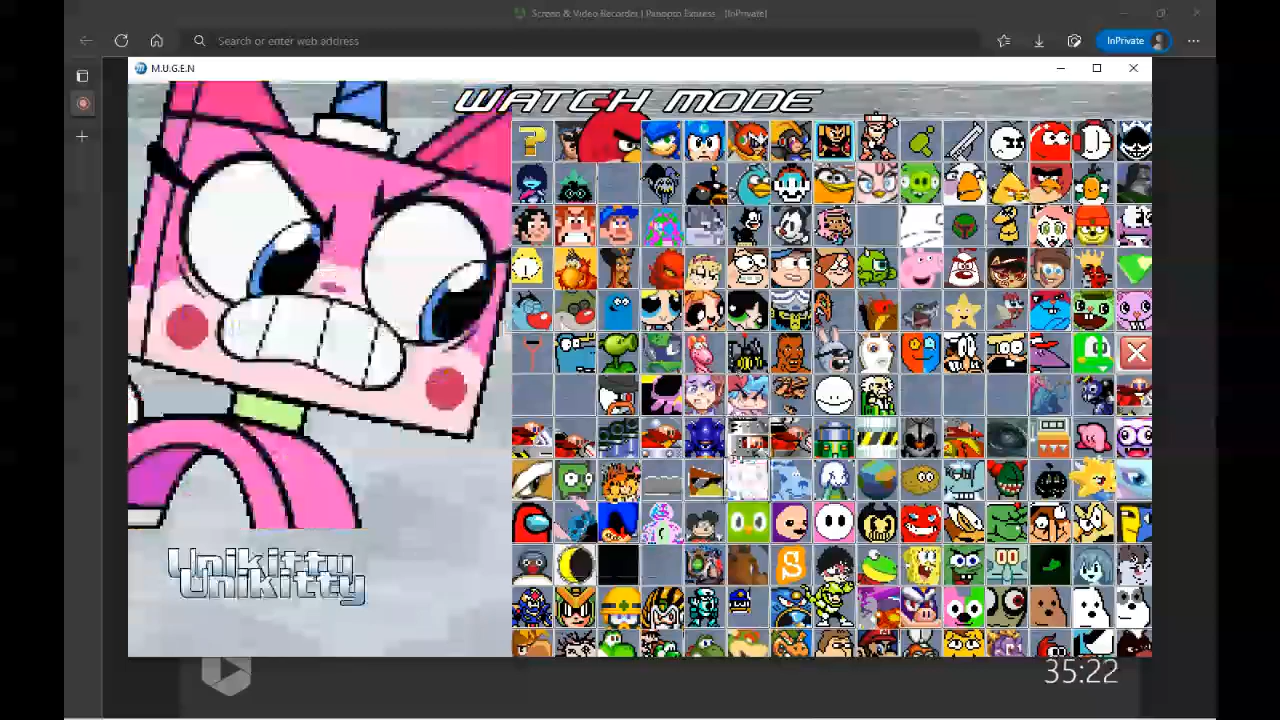 Screen & Video Recorder | Panopto Express - [InPrivate]
Search or enter web address
InPrivate
M.U.G.E.N
WATCH MODE
Unikitty
Unikitty
35:22